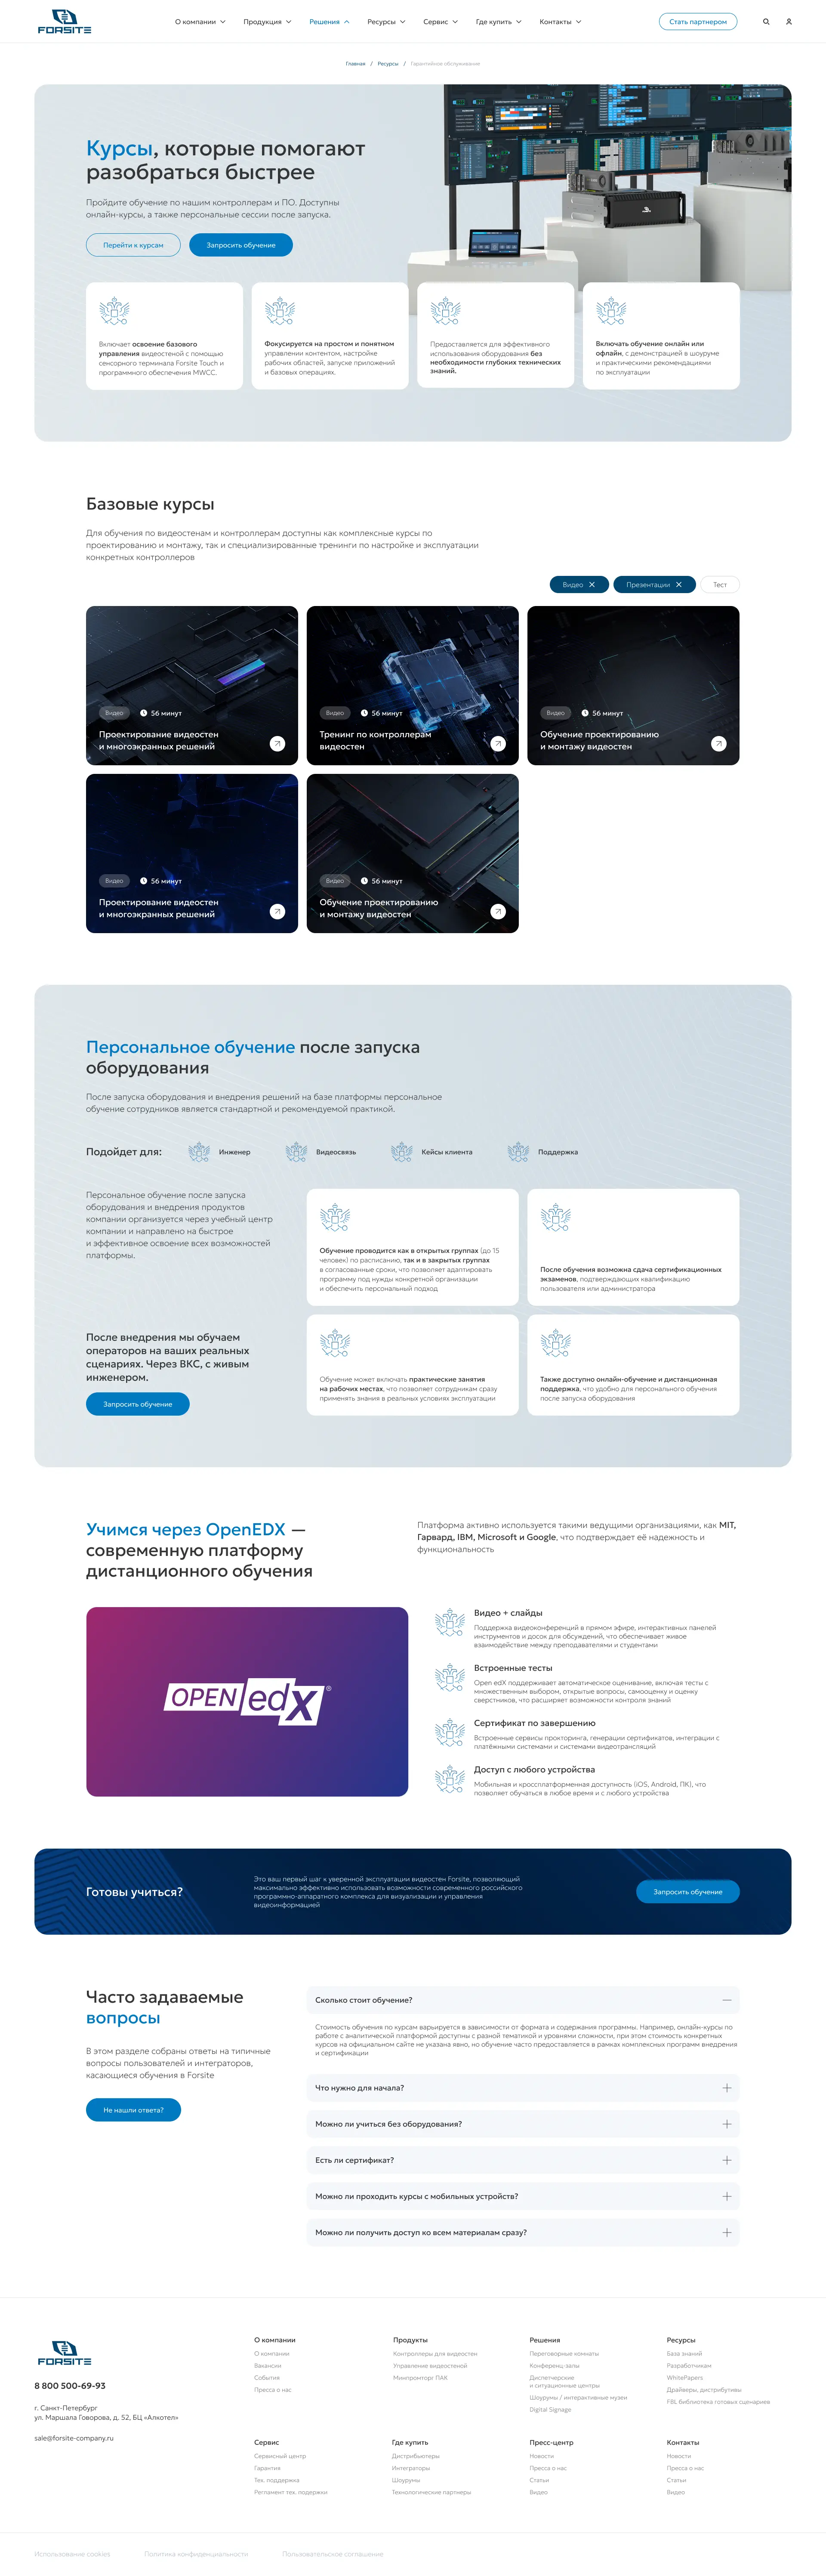 FORSITE
О компании
Продукция
Решения
Ресурсы
Сервис
Где купить
Контакты
Стать партнером
Главная / Ресурсы / Гарантийное обслуживание
Курсы, которые помогают
разобраться быстрее
Пройдите обучение по нашим контроллерам и ПО. Доступны
онлайн-курсы, а также персональные сессии после запуска.
Перейти к курсам
Запросить обучение
Включает освоение базового
управления видеостеной с помощью
сенсорного терминала Forsite Touch и
программного обеспечения MWCC.
Фокусируется на простом и понятном
управлении контентом, настройке
рабочих областей, запуске приложений
и базовых операциях.
Предоставляется для эффективного
использования оборудования без
необходимости глубоких технических
знаний.
Включать обучение онлайн или
офлайн, с демонстрацией в шоуруме
и практическими рекомендациями
по эксплуатации
Базовые курсы
Для обучения по видеостенам и контроллерам доступны как комплексные курсы по
проектированию и монтажу, так и специализированные тренинги по настройке и эксплуатации
конкретных контроллеров
Видео
Презентации
Тест
Видео
56 минут
Проектирование видеостен
и многоэкранных решений
Видео
56 минут
Тренинг по контроллерам
видеостен
Видео
56 минут
Обучение проектированию
и монтажу видеостен
Видео
56 минут
Проектирование видеостен
и многоэкранных решений
Видео
56 минут
Обучение проектированию
и монтажу видеостен
Персональное обучение после запуска
оборудования
После запуска оборудования и внедрения решений на базе платформы персональное
обучение сотрудников является стандартной и рекомендуемой практикой.
Подойдет для:
Инженер
Видеосвязь
Кейсы клиента
Поддержка
Персональное обучение после запуска
оборудования и внедрения продуктов
компании организуется через учебный центр
компании и направлено на быстрое
и эффективное освоение всех возможностей
платформы.
После внедрения мы обучаем
операторов на ваших реальных
сценариях. Через ВКС, с живым
инженером.
Запросить обучение
Обучение проводится как в открытых группах (до 15
человек) по расписанию, так и в закрытых группах
в согласованные сроки, что позволяет адаптировать
программу под нужды конкретной организации
и обеспечить персональный подход
После обучения возможна сдача сертификационных
экзаменов, подтверждающих квалификацию
пользователя или администратора
Обучение может включать практические занятия
на рабочих местах, что позволяет сотрудникам сразу
применять знания в реальных условиях эксплуатации
Также доступно онлайн-обучение и дистанционная
поддержка, что удобно для персонального обучения
после запуска оборудования
Учимся через OpenEDX —
современную платформу
дистанционного обучения
Платформа активно используется такими ведущими организациями, как MIT,
Гарвард, IBM, Microsoft и Google, что подтверждает её надежность и
функциональность
OPEN edX ®
Видео + слайды
Поддержка видеоконференций в прямом эфире, интерактивных панелей
инструментов и досок для обсуждений, что обеспечивает живое
взаимодействие между преподавателями и студентами
Встроенные тесты
Open edX поддерживает автоматическое оценивание, включая тесты с
множественным выбором, открытые вопросы, самооценку и оценку
сверстников, что расширяет возможности контроля знаний
Сертификат по завершению
Встроенные сервисы прокторинга, генерации сертификатов, интеграции с
платёжными системами и системами видеотрансляций
Доступ с любого устройства
Мобильная и кроссплатформенная доступность (iOS, Android, ПК), что
позволяет обучаться в любое время и с любого устройства
Готовы учиться?
Это ваш первый шаг к уверенной эксплуатации видеостен Forsite, позволяющий
максимально эффективно использовать возможности современного российского
программно-аппаратного комплекса для визуализации и управления
видеоинформацией
Запросить обучение
Часто задаваемые
вопросы
В этом разделе собраны ответы на типичные
вопросы пользователей и интеграторов,
касающиеся обучения в Forsite
Не нашли ответа?
Сколько стоит обучение?
Стоимость обучения по курсам варьируется в зависимости от формата и содержания программы. Например, онлайн-курсы по
работе с аналитической платформой доступны с разной тематикой и уровнями сложности, при этом стоимость конкретных
курсов на официальном сайте не указана явно, но обучение часто предоставляется в рамках комплексных программ внедрения
и сертификации
Что нужно для начала?
Можно ли учиться без оборудования?
Есть ли сертификат?
Можно ли проходить курсы с мобильных устройств?
Можно ли получить доступ ко всем материалам сразу?
FORSITE
8 800 500-69-93
г. Санкт-Петербург
ул. Маршала Говорова, д. 52, БЦ «Алкотел»
sale@forsite-company.ru
О компании
О компании
Вакансии
События
Пресса о нас
Продукты
Контроллеры для видеостен
Управление видеостеной
Минпромторг ПАК
Решения
Переговорные комнаты
Конференц-залы
Диспетчерские
и ситуационные центры
Шоурумы / интерактивные музеи
Digital Signage
Ресурсы
База знаний
Разработчикам
WhitePapers
Драйверы, дистрибутивы
FBL библиотека готовых сценариев
Сервис
Сервисный центр
Гарантия
Тех. поддержка
Регламент тех. подержки
Где купить
Дистрибьютеры
Интеграторы
Шоурумы
Технологические партнеры
Пресс-центр
Новости
Пресса о нас
Статьи
Видео
Контакты
Новости
Пресса о нас
Статьи
Видео
Использование cookies
Политика конфиденциальности
Пользовательское соглашение